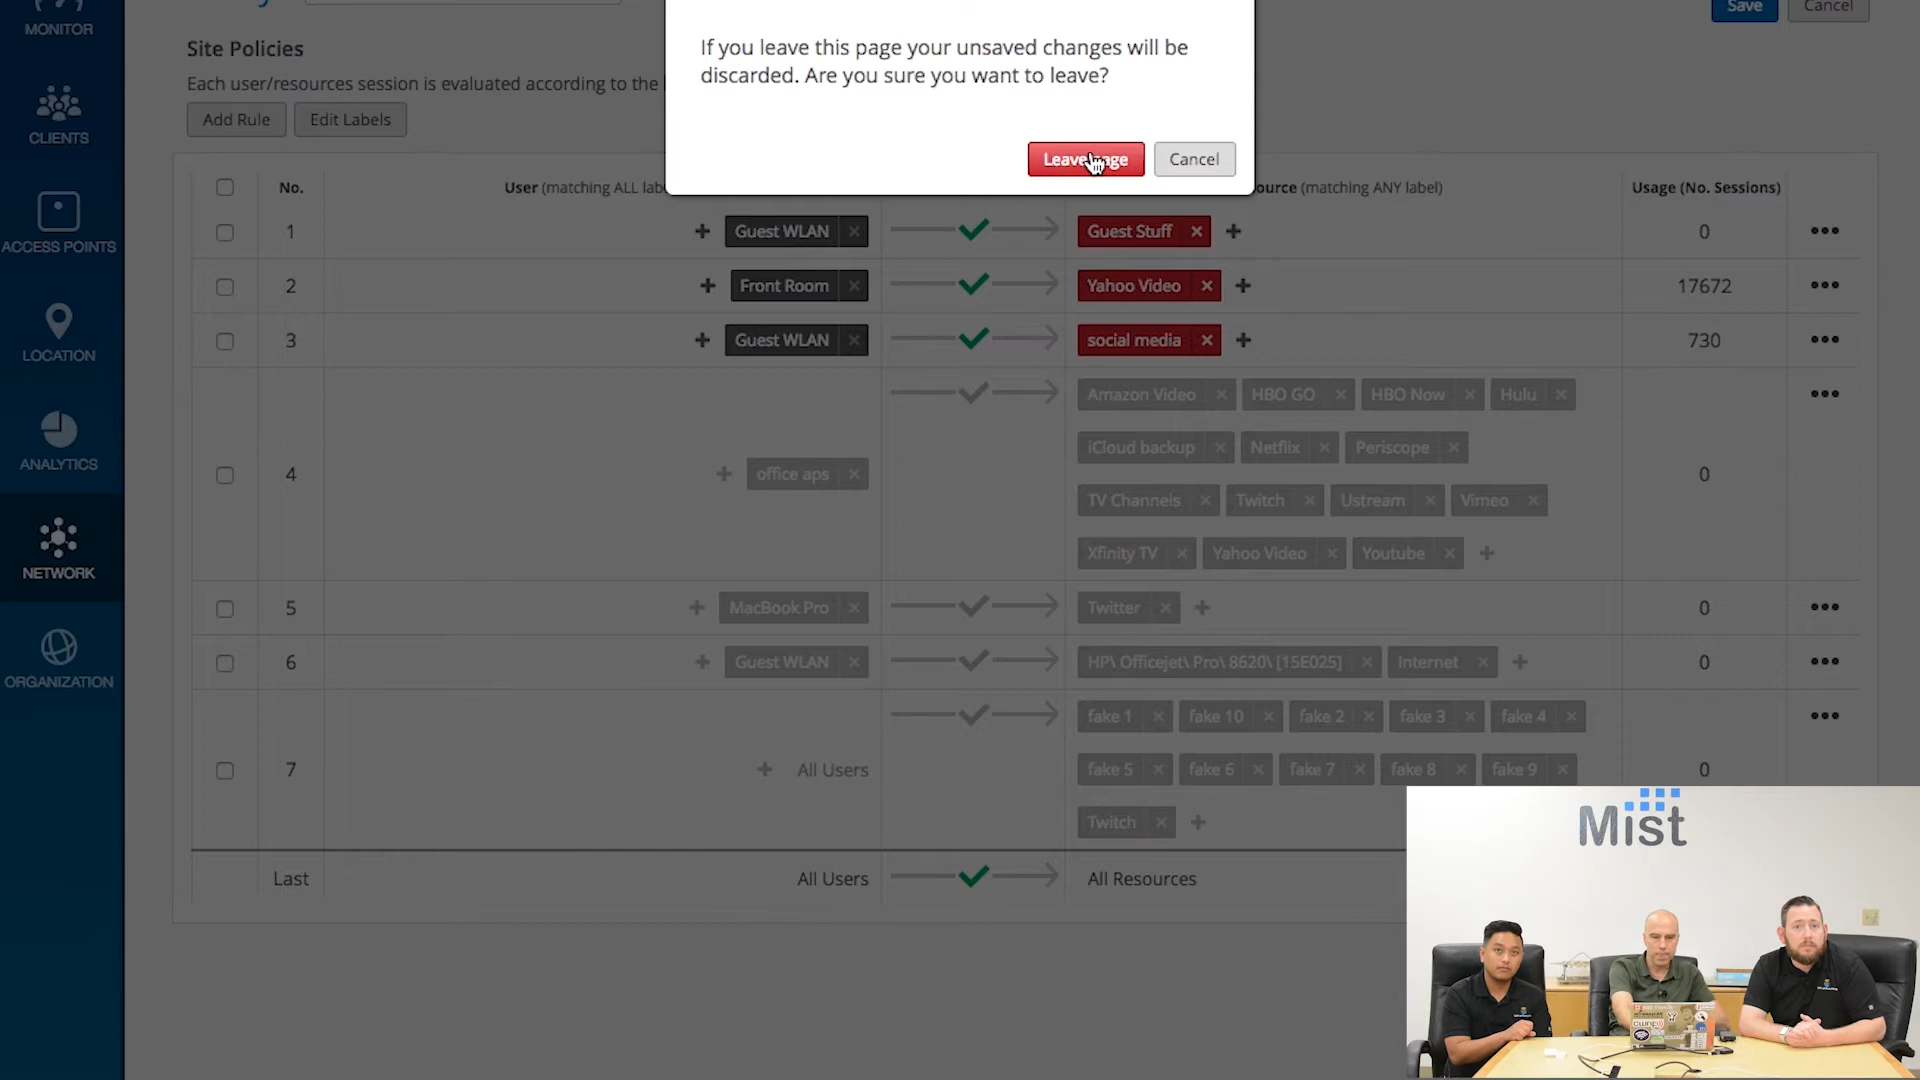 MONITOR
CLIENTS
ACCESS POINTS
LOCATION
ANALYTICS
NETWORK
ORGANIZATION
Save
Cancel
Site Policies
Each user/resources session is evaluated according to the
Add Rule
Edit Labels
If you leave this page your unsaved changes will be
discarded. Are you sure you want to leave?
Leave
Cancel
No. User (matching ALL (matching ANY label) Usage (No. Sessions)
1 Guest WLAN Guest Stuff 0
2 Front Room Yahoo Video 17672
3 Guest WLAN social media 730
Amazon Video HBO GO HBO Now Hulu
iCloud backup Netflix Periscope
4 office aps 0
TV Channels Twitch Ustream Vimeo
Xfinity TV Yahoo Video Youtube
5 MacBook Pro Twitter 0
6 Guest WLAN HP\ Officejet\ Pro\ 8620\ [15E025] Internet 0
fake 1 fake 10 fake 2 fake 3 fake 4
7 All Users fake 5 fake 6 fake 7 fake 8 fake 9 0
Twitch
Last All Users All Resources
Mist
cwnp